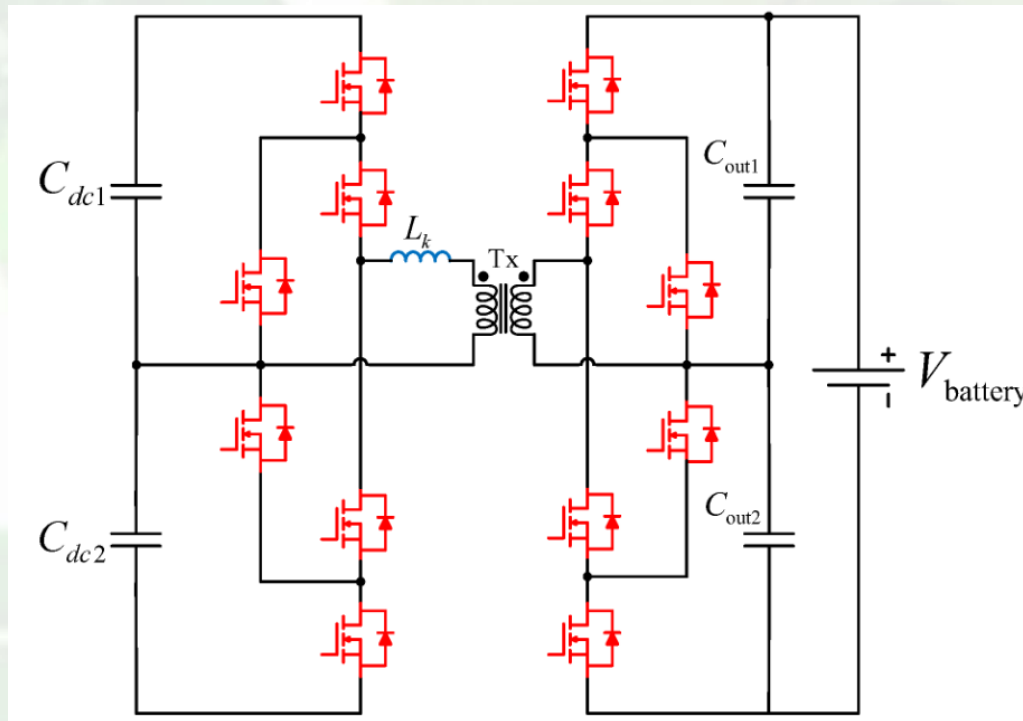 C_dc1
C_dc2
L_k
Tx
C_out1
C_out2
+
V_battery
-